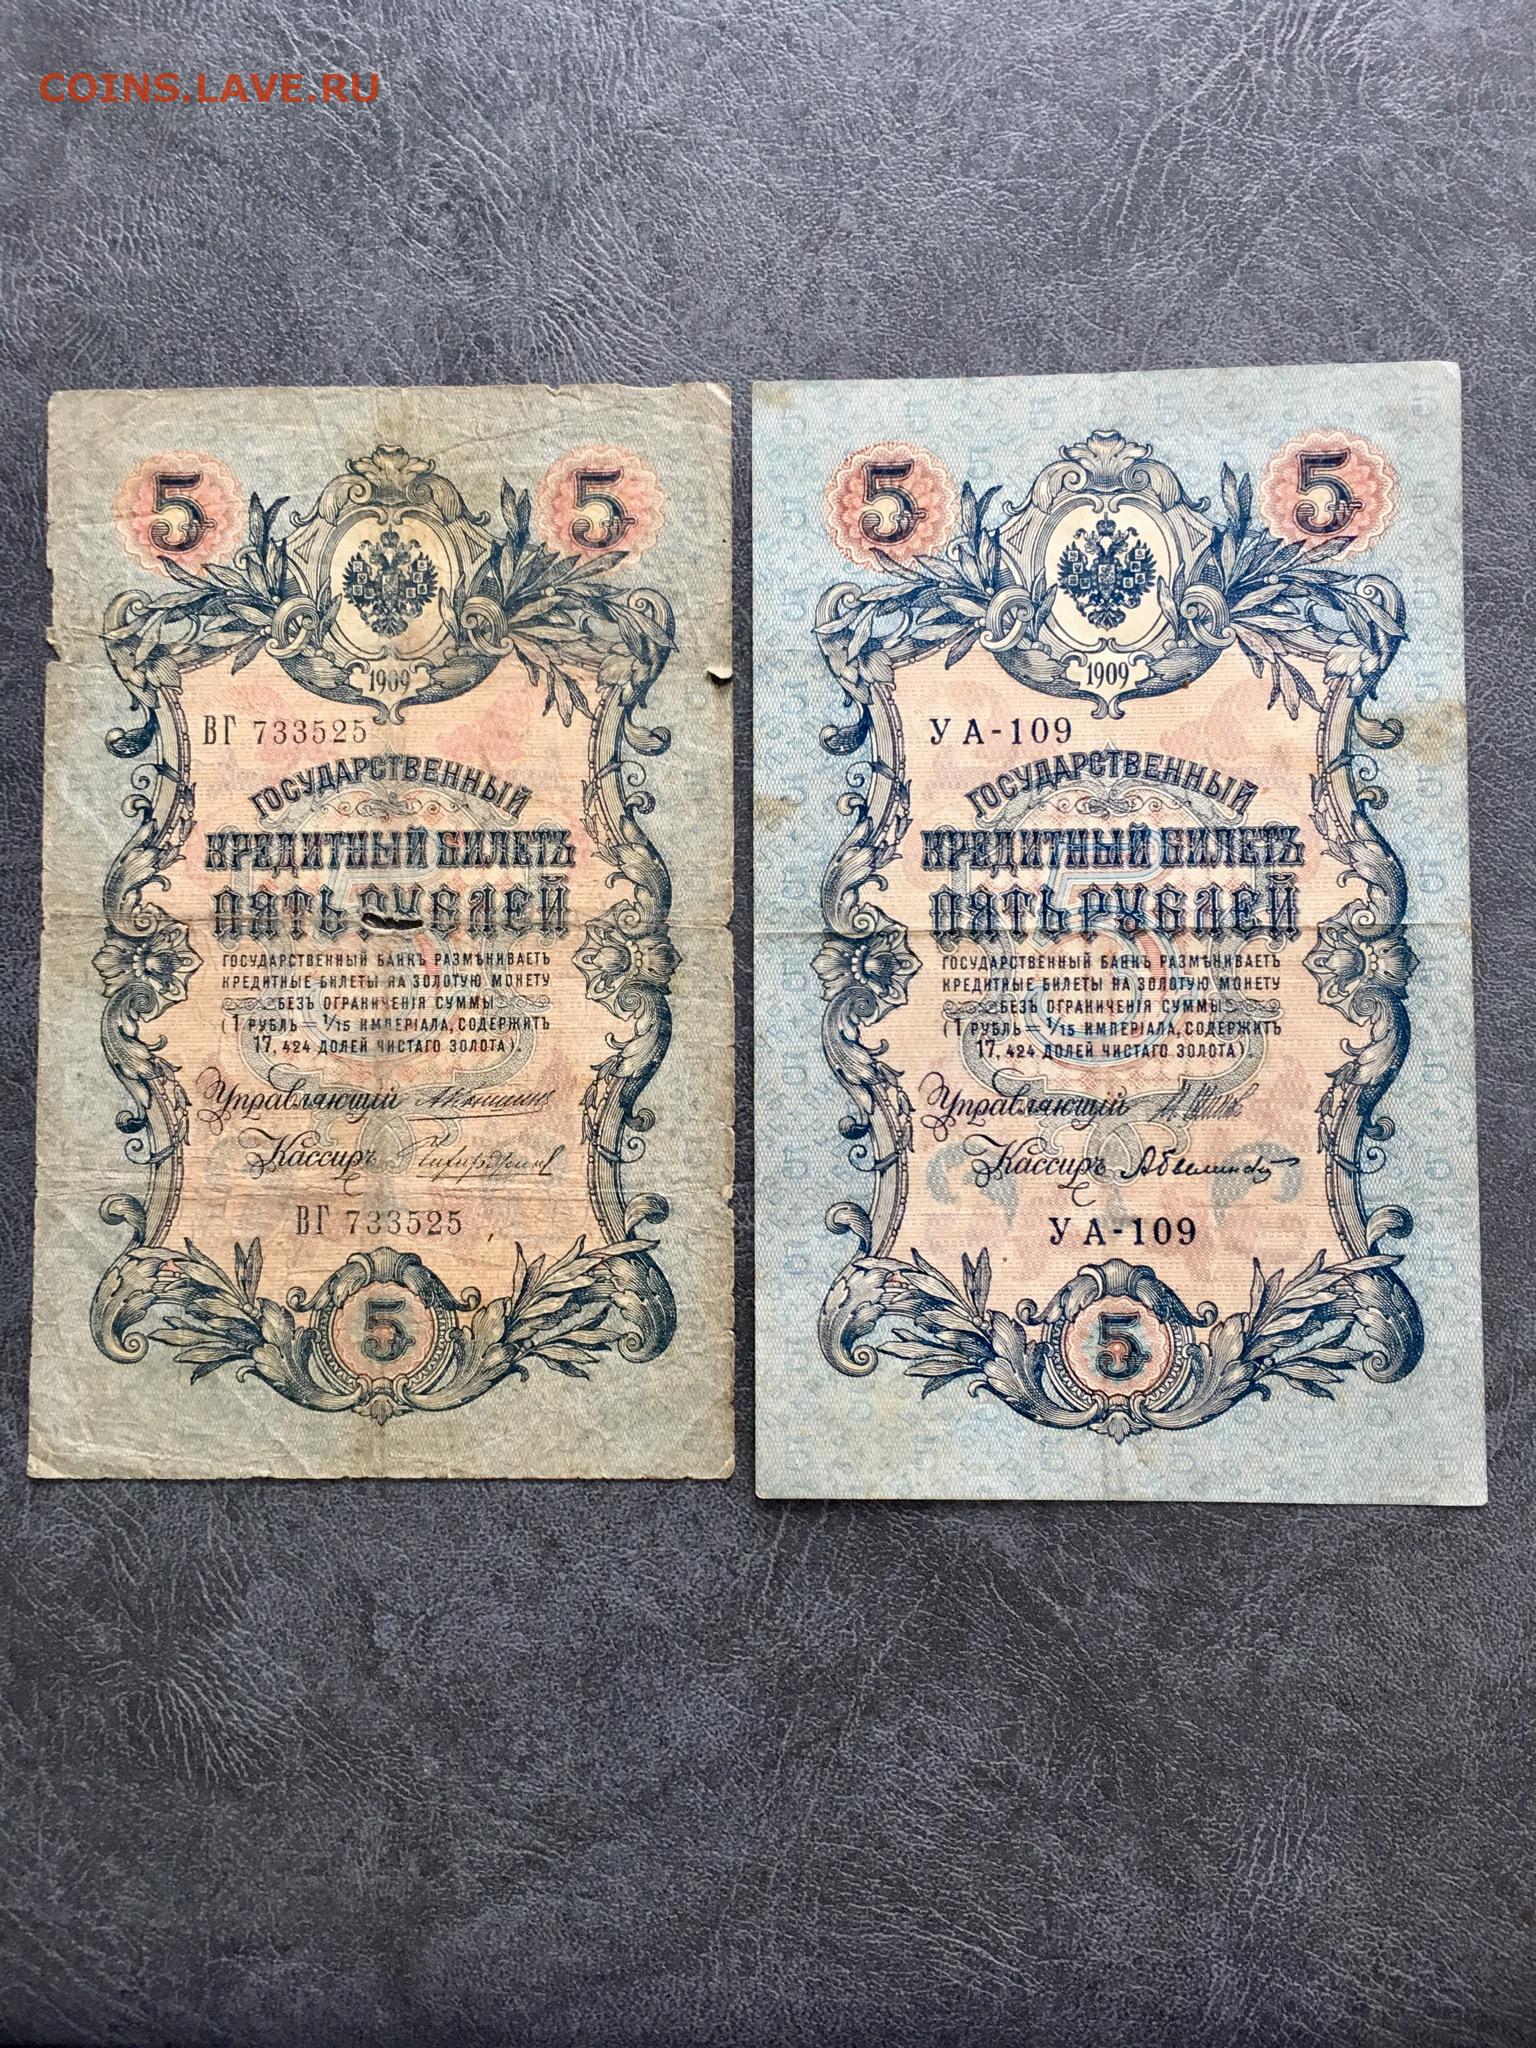 COINS.LAVE.RU
5 5
1909
ВГ 733525
ГОСУДАРСТВЕННЫЙ
КРЕДИТНЫЙ БИЛЕТЪ
ПЯТЬ РУБЛЕЙ
ГОСУДАРСТВЕННЫЙ БАНКЪ РАЗМѢНИВАЕТЪ
КРЕДИТНЫЕ БИЛЕТЫ НА ЗОЛОТУЮ МОНЕТУ
БЕЗЪ ОГРАНИЧЕНІЯ СУММЫ
(1 РУБЛЬ = 1/15 ИМПЕРІАЛА, СОДЕРЖИТЪ
17,424 ДОЛЕЙ ЧИСТАГО ЗОЛОТА).
Управляющій
Кассиръ
ВГ 733525
5
5 5
1909
УА-109
ГОСУДАРСТВЕННЫЙ
КРЕДИТНЫЙ БИЛЕТЪ
ПЯТЬ РУБЛЕЙ
ГОСУДАРСТВЕННЫЙ БАНКЪ РАЗМѢНИВАЕТЪ
КРЕДИТНЫЕ БИЛЕТЫ НА ЗОЛОТУЮ МОНЕТУ
БЕЗЪ ОГРАНИЧЕНІЯ СУММЫ
(1 РУБЛЬ = 1/15 ИМПЕРІАЛА, СОДЕРЖИТЪ
17,424 ДОЛЕЙ ЧИСТАГО ЗОЛОТА).
Управляющій
Кассиръ
УА-109
5